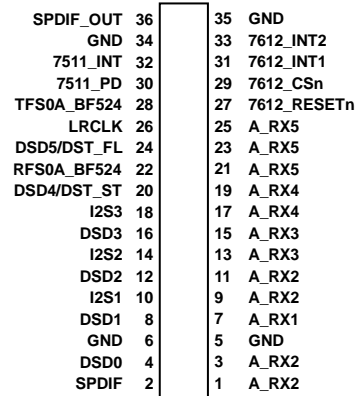 SPDIF_OUT 36 35 GND
GND 34 33 7612_INT2
7511_INT 32 31 7612_INT1
7511_PD 30 29 7612_CSn
TFS0A_BF524 28 27 7612_RESETn
LRCLK 26 25 A_RX5
DSD5/DST_FL 24 23 A_RX5
RFS0A_BF524 22 21 A_RX5
DSD4/DST_ST 20 19 A_RX4
I2S3 18 17 A_RX4
DSD3 16 15 A_RX3
I2S2 14 13 A_RX3
DSD2 12 11 A_RX2
I2S1 10 9 A_RX2
DSD1 8 7 A_RX1
GND 6 5 GND
DSD0 4 3 A_RX2
SPDIF 2 1 A_RX2